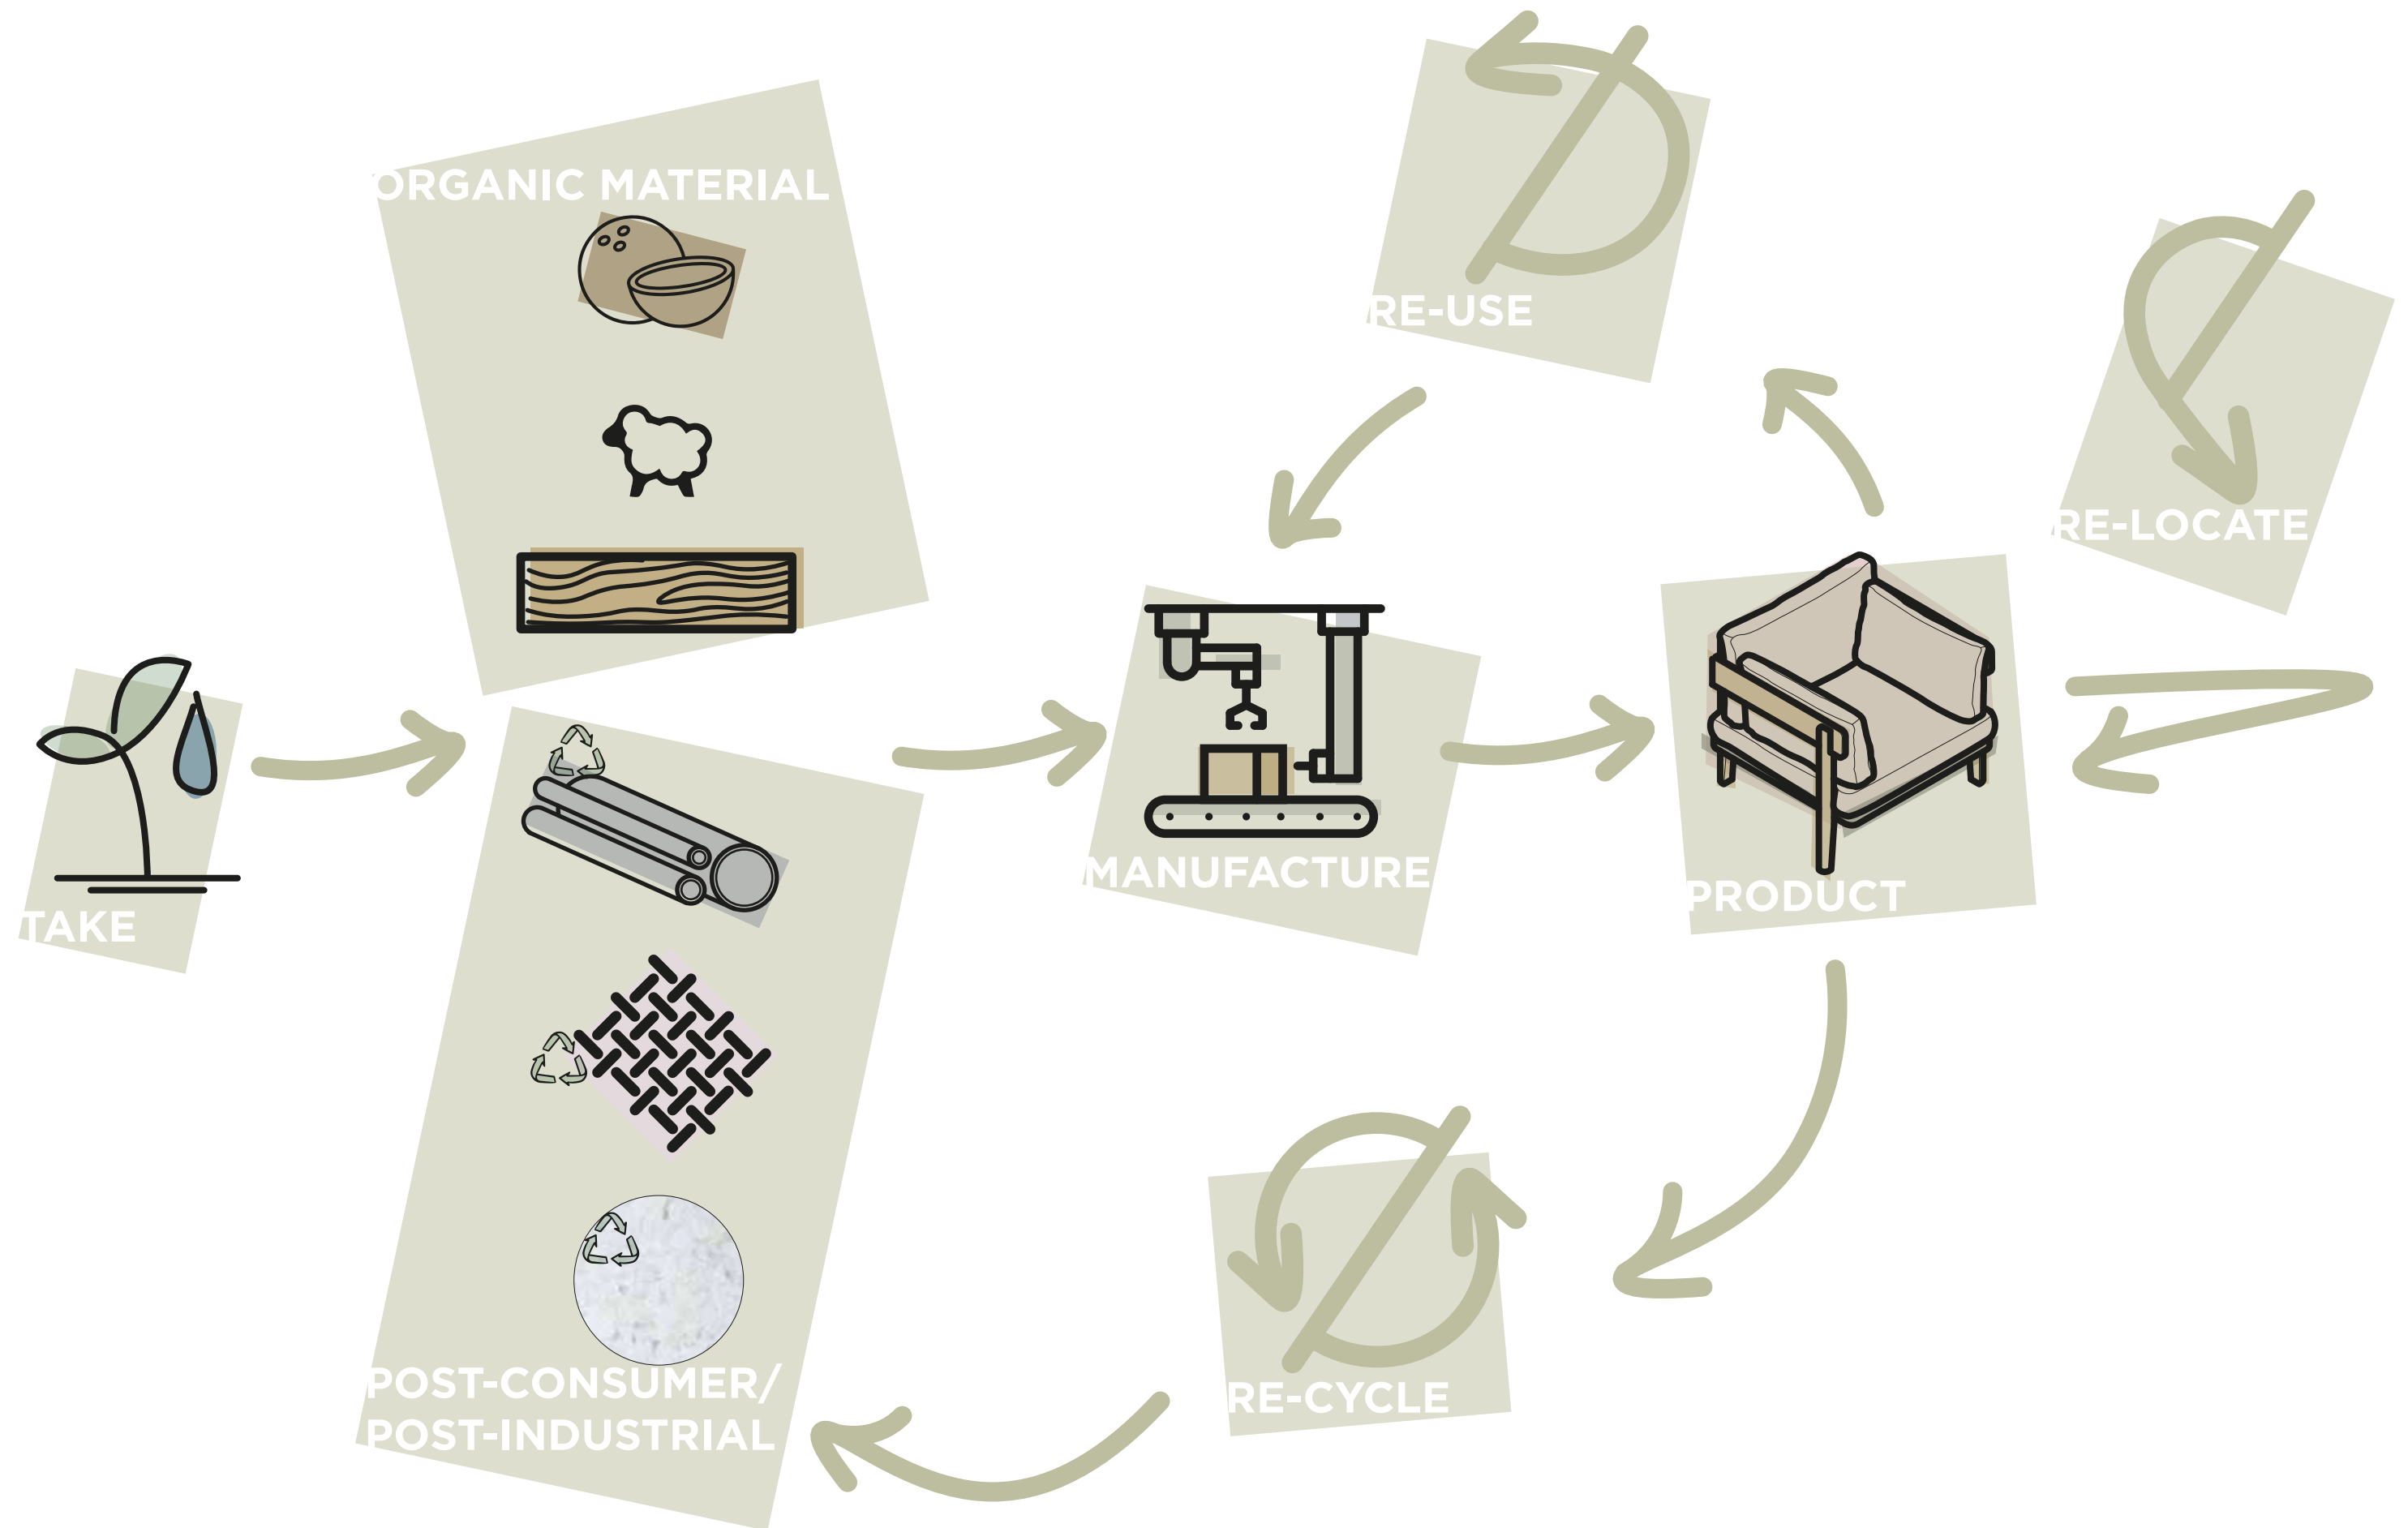 ORGANIC MATERIAL
RE-USE
RE-LOCATE
TAKE
MANUFACTURE
PRODUCT
POST-CONSUMER/
POST-INDUSTRIAL
RE-CYCLE